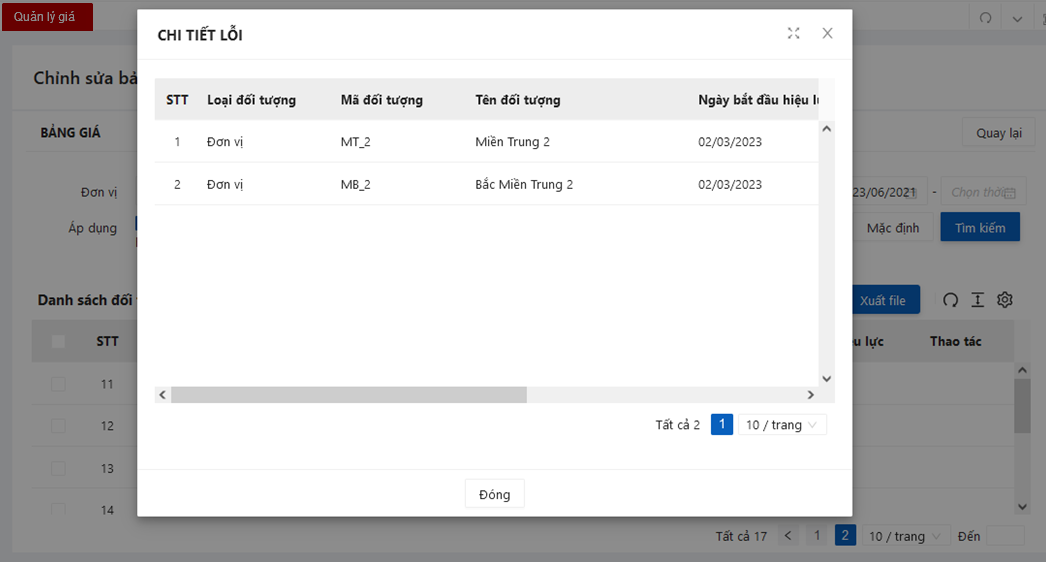 Quản lý giá
CHI TIẾT LỖI
Chỉnh sửa
BẢNG GIÁ
Quay lại
Đơn vị
23/06/2021 - Chọn thời
Áp dụng
Mặc định
Tìm kiếm
STT Loại đối tượng Mã đối tượng Tên đối tượng Ngày bắt đầu hiệu
1 Đơn vị MT_2 Miền Trung 2 02/03/2023
2 Đơn vị MB_2 Bắc Miền Trung 2 02/03/2023
Tất cả 2 1 10 / trang
Đóng
Danh sách đối
Xuất file
STT
lực Thao tác
11
12
13
14
Tất cả 17 1 2 10 / trang Đến